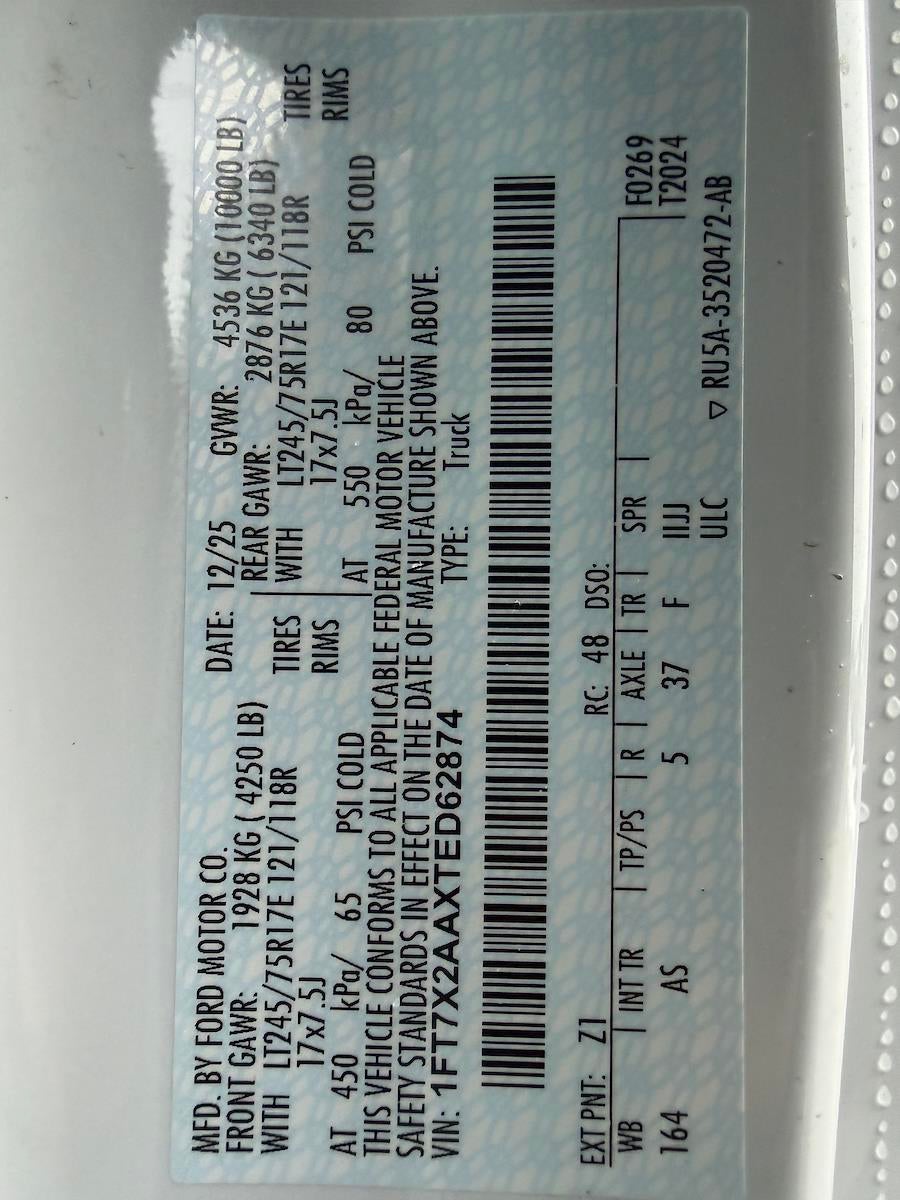 MFD. BY FORD MOTOR CO. DATE: 12/25 GVWR: 4536 KG (10000 LB)
FRONT GAWR: 1928 KG ( 4250 LB) REAR GAWR: 2876 KG ( 6340 LB)
WITH LT245/75R17E 121/118R TIRES WITH LT245/75R17E 121/118R TIRES
17x7.5J RIMS 17x7.5J RIMS
AT 450 kPa/ 65 PSI COLD AT 550 kPa/ 80 PSI COLD
THIS VEHICLE CONFORMS TO ALL APPLICABLE FEDERAL MOTOR VEHICLE
SAFETY STANDARDS IN EFFECT ON THE DATE OF MANUFACTURE SHOWN ABOVE.
VIN: 1FT7X2AAXTED62874 TYPE: Truck
EXT PNT: Z1 RC: 48 DSO:
WB INT TR TP/PS R AXLE TR SPR F0269
164 AS 5 37 F IIJJ T2024
ULC ▽ RU5A-3520472-AB